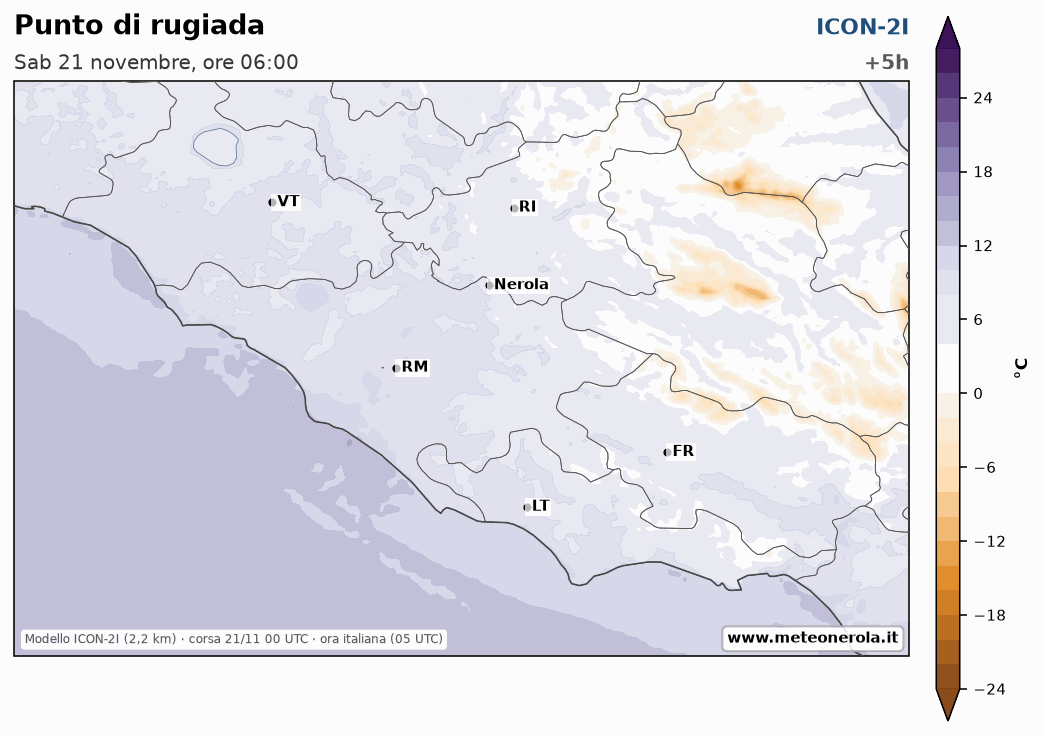 Punto di rugiada
ICON-2I
Sab 21 novembre, ore 06:00
+5h
VT
RI
Nerola
RM
FR
LT
Modello ICON-2I (2,2 km) · corsa 21/11 00 UTC · ora italiana (05 UTC)
www.meteonerola.it
24
18
12
6
0
−6
−12
−18
−24
°C